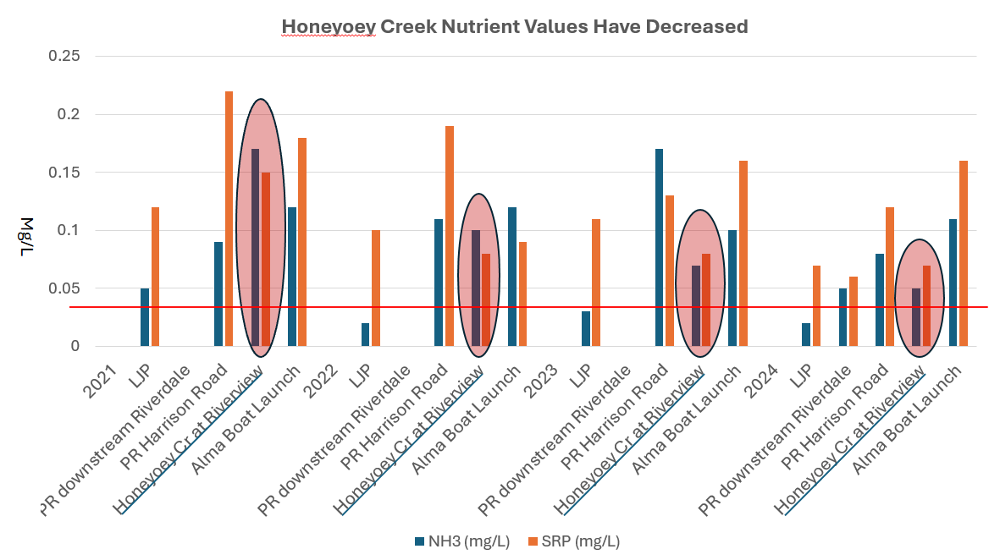 Honeyoey Creek Nutrient Values Have Decreased
0.25
0.2
0.15
0.1
0.05
0
Mg/L
2021
LJP
PR downstream Riverdale
PR Harrison Road
Honeyoey Cr at Riverview
Alma Boat Launch
2022
LJP
PR downstream Riverdale
PR Harrison Road
Honeyoey Cr at Riverview
Alma Boat Launch
2023
LJP
PR downstream Riverdale
PR Harrison Road
Honeyoey Cr at Riverview
Alma Boat Launch
2024
LJP
PR downstream Riverdale
PR Harrison Road
Honeyoey Cr at Riverview
Alma Boat Launch
NH3 (mg/L) SRP (mg/L)